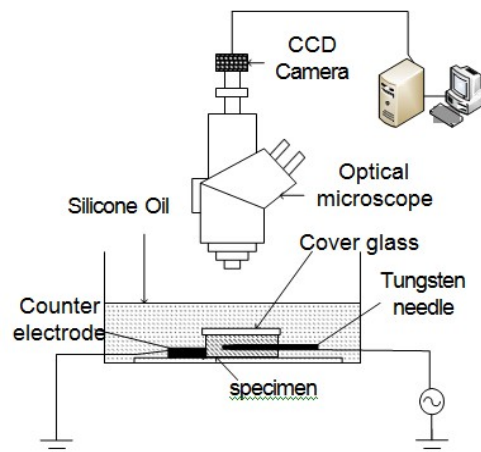 CCD
Camera
Optical
microscope
Silicone Oil
Cover glass
Tungsten
needle
Counter
electrode
specimen